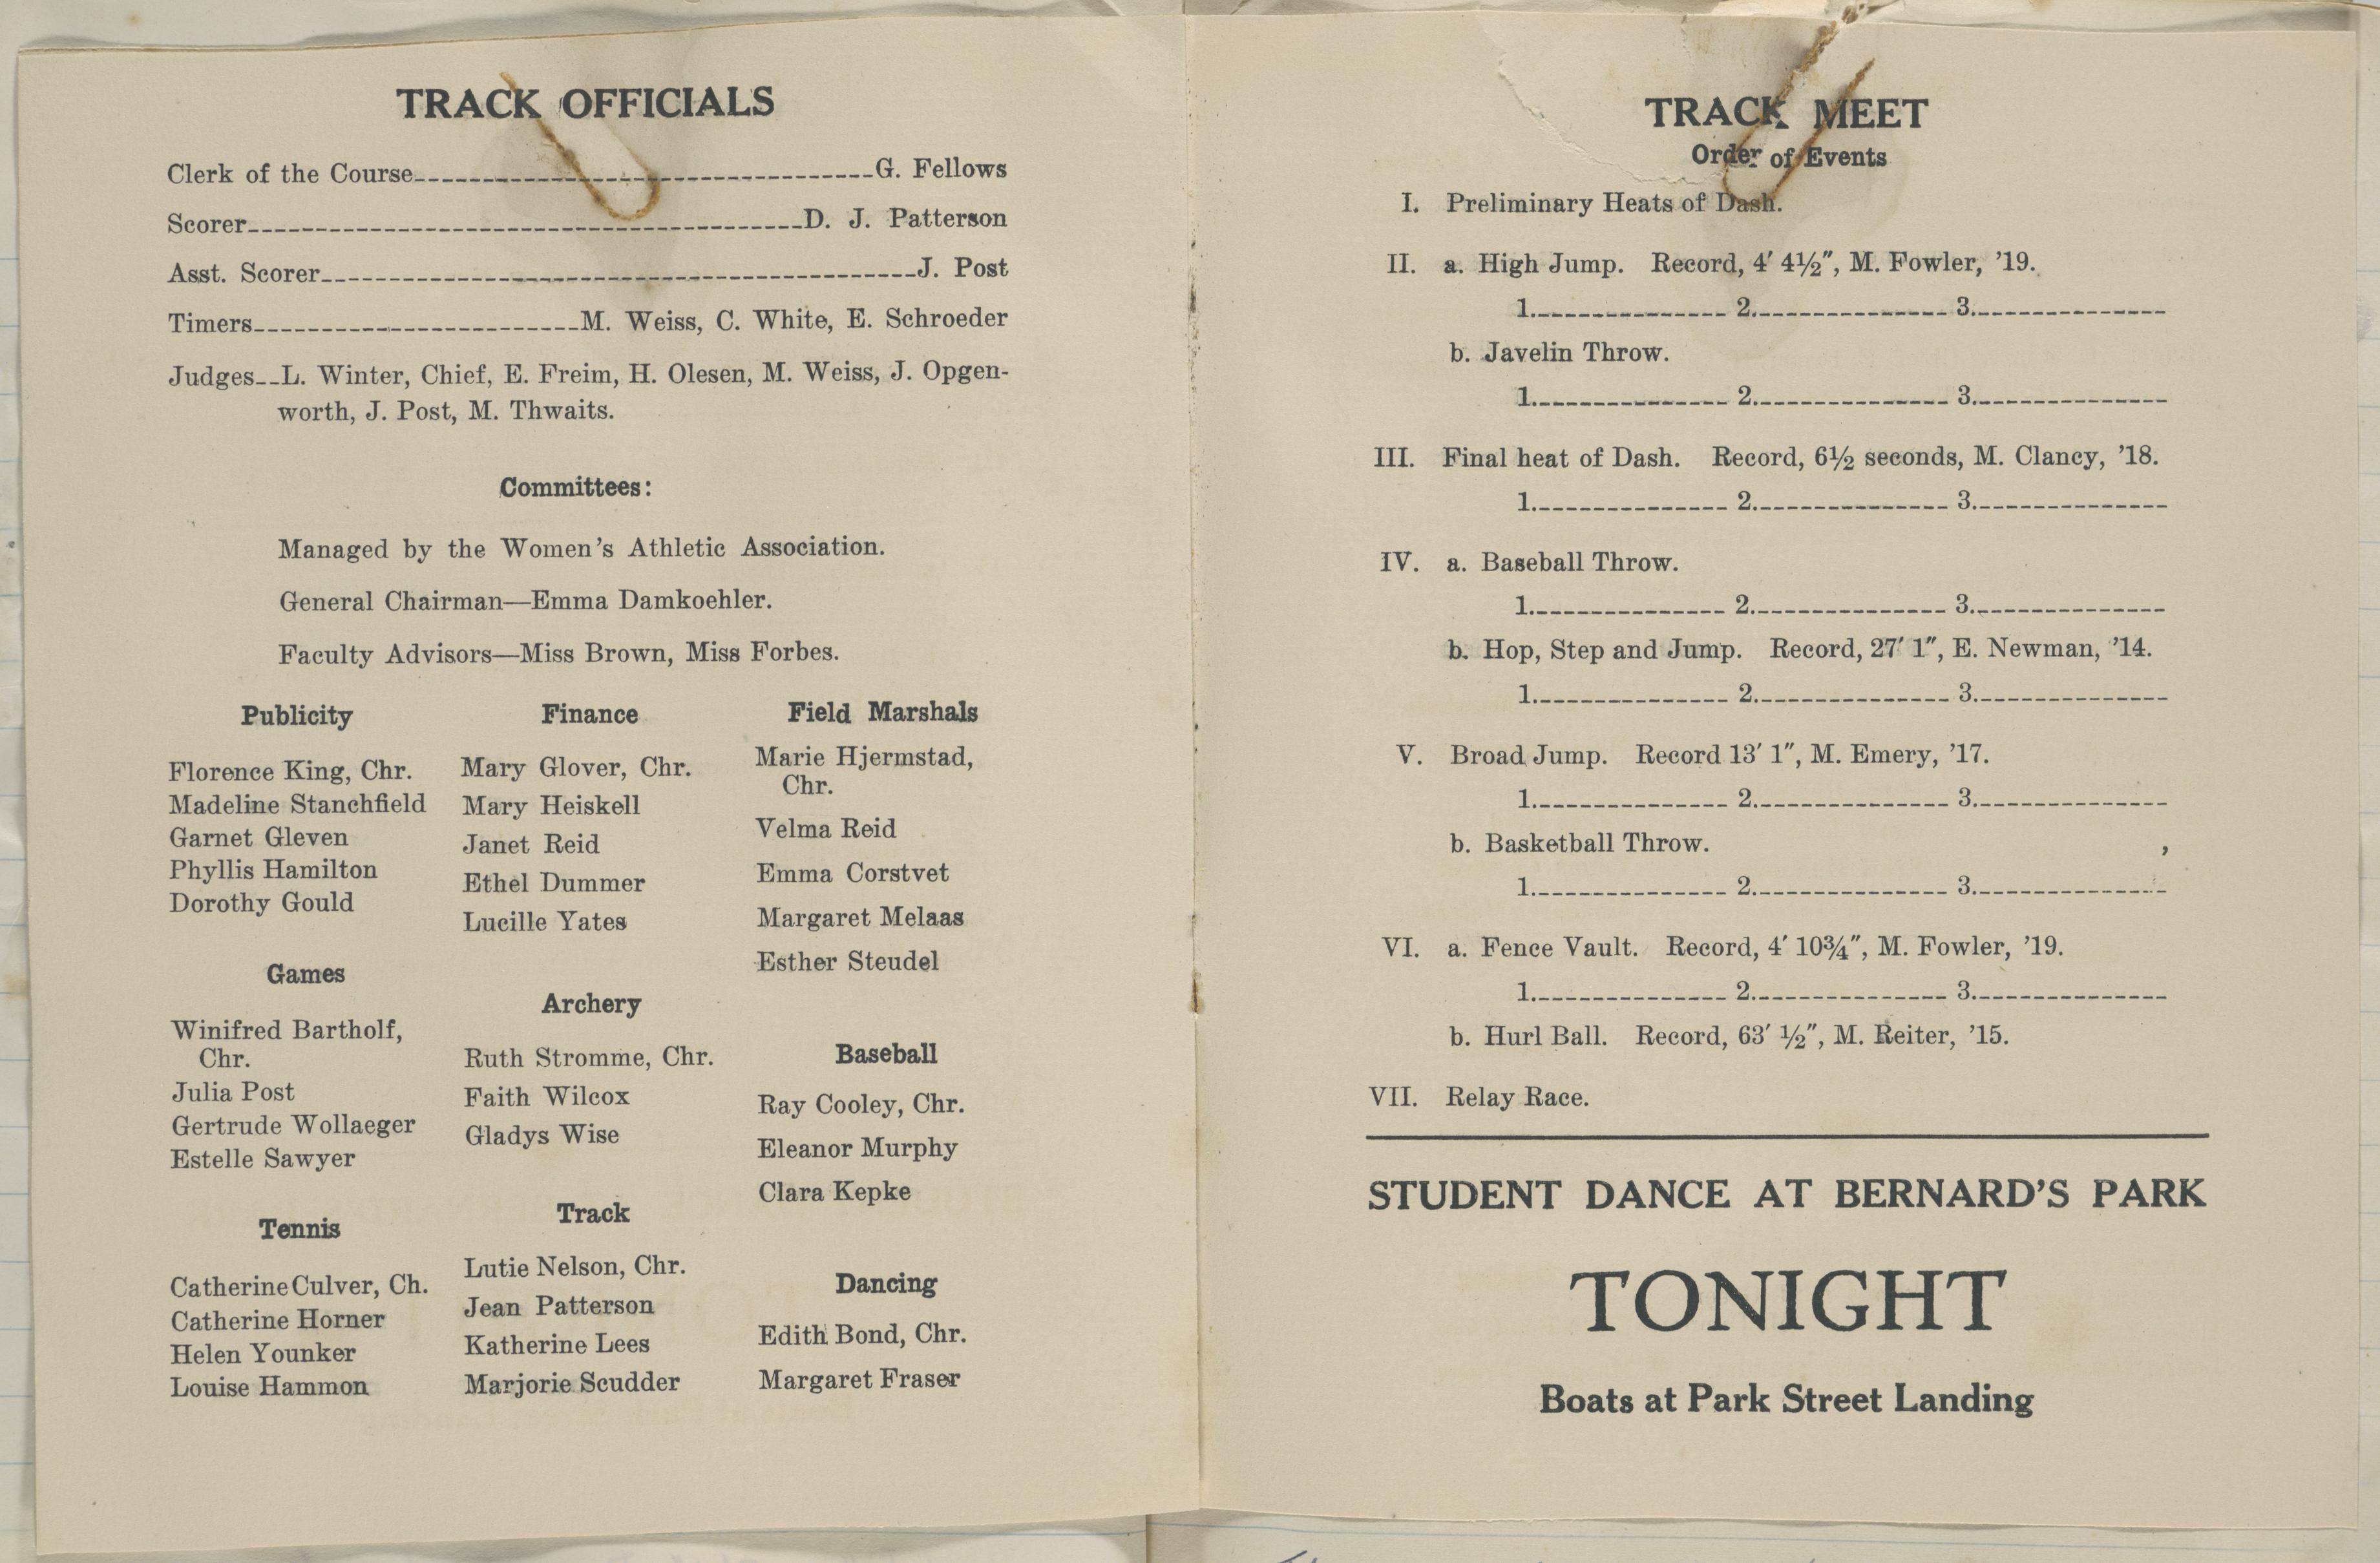 TRACK OFFICIALS
Clerk of the Course G. Fellows
Scorer D. J. Patterson
Asst. Scorer J. Post
Timers M. Weiss, C. White, E. Schroeder
Judges L. Winter, Chief, E. Freim, H. Olesen, M. Weiss, J. Opgen-
worth, J. Post, M. Thwaits.
Committees:
Managed by the Women's Athletic Association.
General Chairman—Emma Damkoehler.
Faculty Advisors—Miss Brown, Miss Forbes.
Publicity
Florence King, Chr.
Madeline Stanchfield
Garnet Gleven
Phyllis Hamilton
Dorothy Gould
Games
Winifred Bartholf,
Chr.
Julia Post
Gertrude Wollaeger
Estelle Sawyer
Tennis
Catherine Culver, Ch.
Catherine Horner
Helen Younker
Louise Hammon
Finance
Mary Glover, Chr.
Mary Heiskell
Janet Reid
Ethel Dummer
Lucille Yates
Archery
Ruth Stromme, Chr.
Faith Wilcox
Gladys Wise
Track
Lutie Nelson, Chr.
Jean Patterson
Katherine Lees
Marjorie Scudder
Field Marshals
Marie Hjermstad,
Chr.
Velma Reid
Emma Corstvet
Margaret Melaas
Esther Steudel
Baseball
Ray Cooley, Chr.
Eleanor Murphy
Clara Kepke
Dancing
Edith Bond, Chr.
Margaret Fraser
TRACK MEET
Order of Events
I. Preliminary Heats of Dash.
II. a. High Jump. Record, 4′ 4½″, M. Fowler, '19.
1. 2. 3.
b. Javelin Throw.
1. 2. 3.
III. Final heat of Dash. Record, 6½ seconds, M. Clancy, '18.
1. 2. 3.
IV. a. Baseball Throw.
1. 2. 3.
b. Hop, Step and Jump. Record, 27′ 1″, E. Newman, '14.
1. 2. 3.
V. Broad Jump. Record 13′ 1″, M. Emery, '17.
1. 2. 3.
b. Basketball Throw.
1. 2. 3.
VI. a. Fence Vault. Record, 4′ 10¾″, M. Fowler, '19.
1. 2. 3.
b. Hurl Ball. Record, 63′ ½″, M. Reiter, '15.
VII. Relay Race.
STUDENT DANCE AT BERNARD'S PARK
TONIGHT
Boats at Park Street Landing